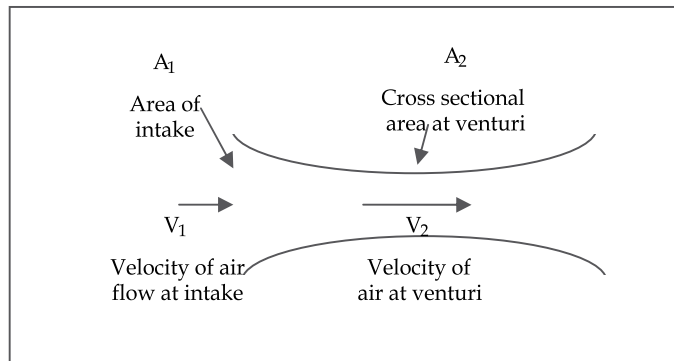 A₁
Area of
intake
A₂
Cross sectional
area at venturi
V₁
Velocity of air
flow at intake
V₂
Velocity of
air at venturi